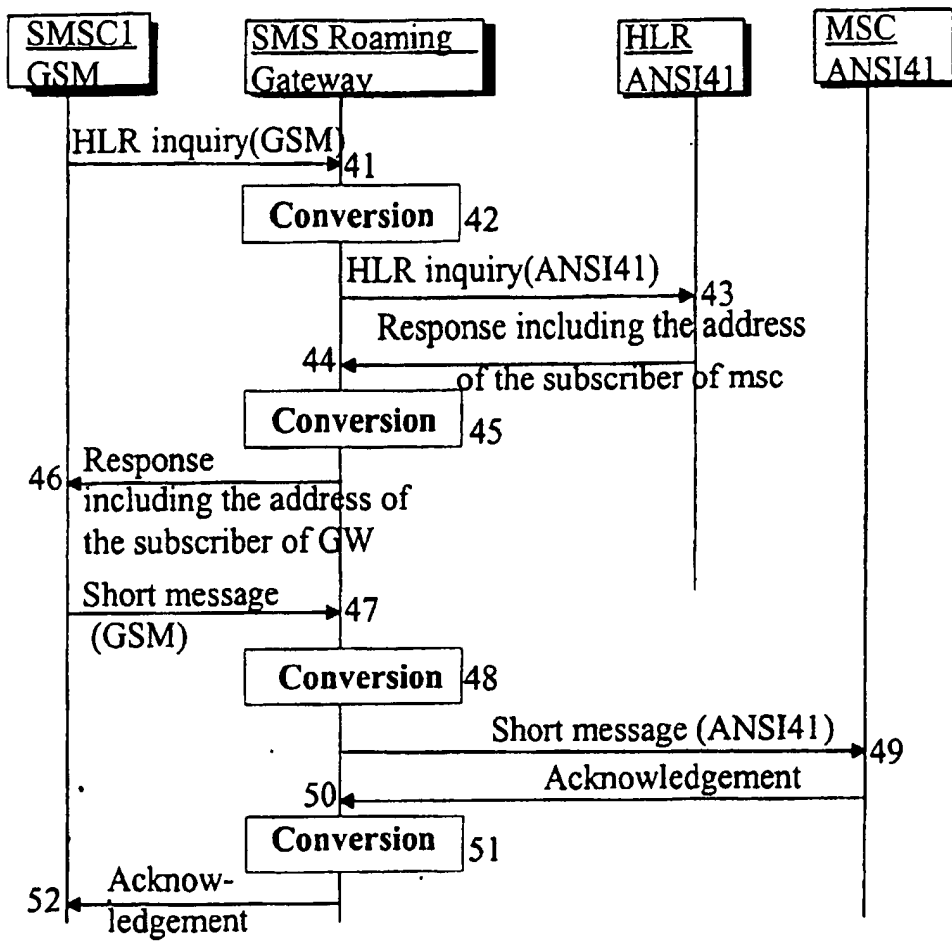 SMSC1
GSM
SMS Roaming
Gateway
HLR
ANSI41
MSC
ANSI41
HLR inquiry(GSM)
41
Conversion
42
HLR inquiry(ANSI41)
43
Response including the address
44
of the subscriber of msc
Conversion
45
46
Response
including the address of
the subscriber of GW
Short message
47
(GSM)
Conversion
48
Short message (ANSI41)
49
Acknowledgement
50
Conversion
51
Acknow-
52
ledgement